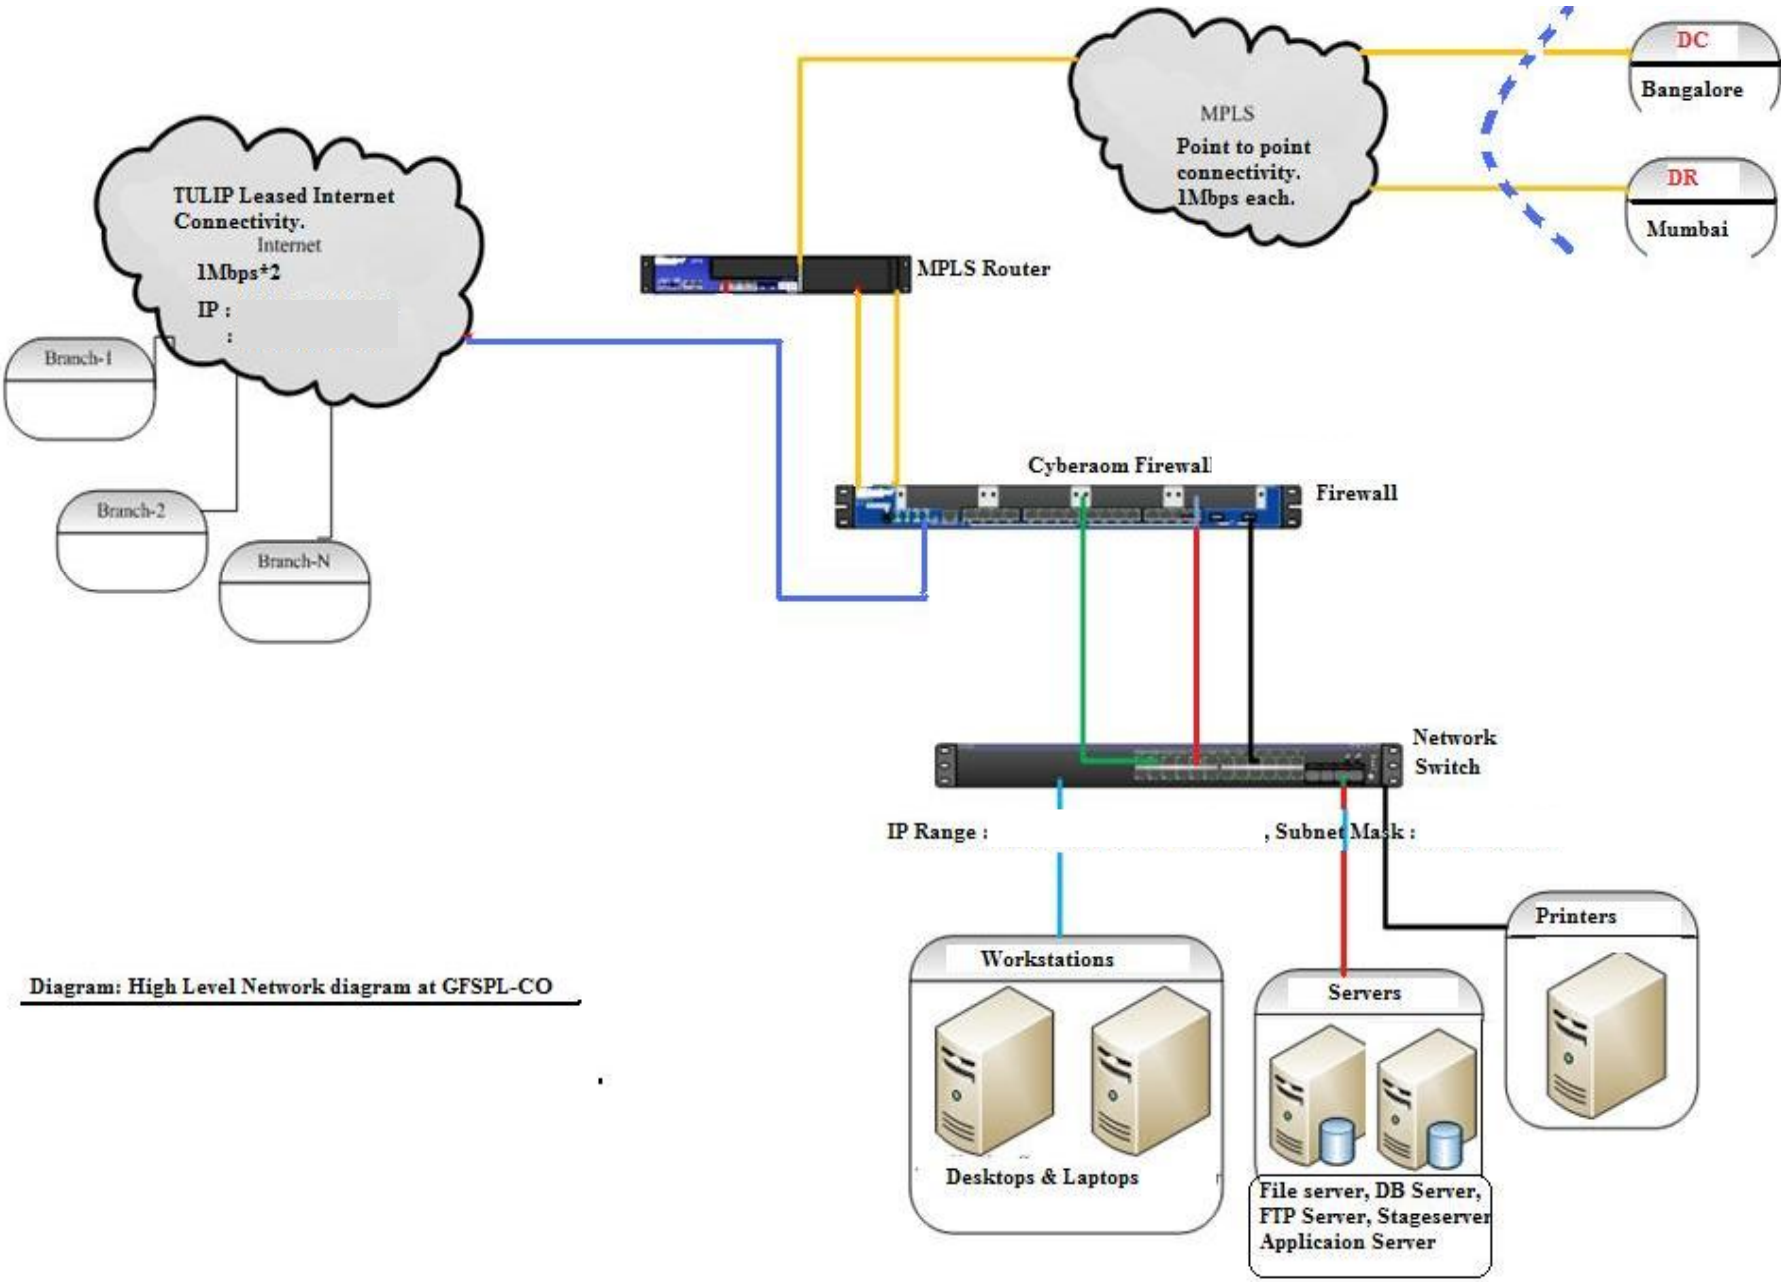 DC
Bangalore
MPLS
Point to point
connectivity.
1Mbps each.
DR
Mumbai
TULIP Leased Internet
Connectivity.
Internet
1Mbps*2
IP :
:
MPLS Router
Branch-1
Branch-2
Branch-N
Cyberaom Firewall
Firewall
Network
Switch
IP Range : , Subnet Mask :
Printers
Workstations
Servers
Diagram: High Level Network diagram at GFSPL-CO
Desktops & Laptops
File server, DB Server,
FTP Server, Stageserver
Applicaion Server